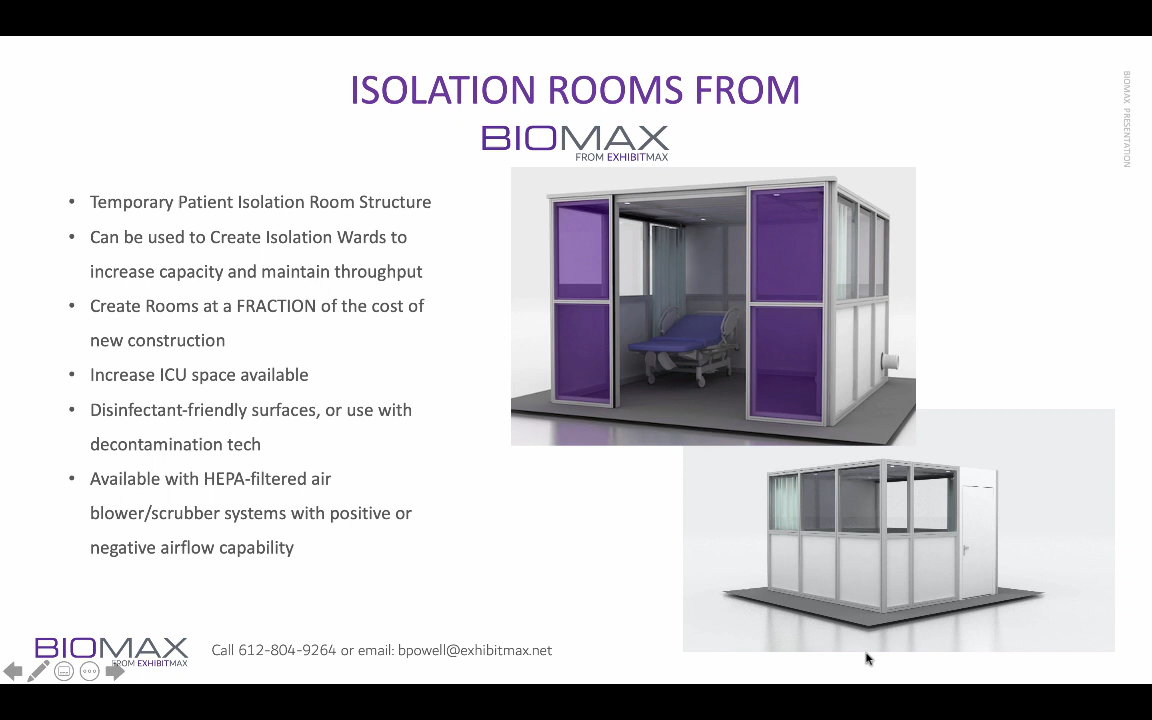 ISOLATION ROOMS FROM
BIOMAX
FROM EXHIBITMAX
BIOMAX PRESENTATION
• Temporary Patient Isolation Room Structure
• Can be used to Create Isolation Wards to
increase capacity and maintain throughput
• Create Rooms at a FRACTION of the cost of
new construction
• Increase ICU space available
• Disinfectant-friendly surfaces, or use with
decontamination tech
• Available with HEPA-filtered air
blower/scrubber systems with positive or
negative airflow capability
BIOMAX
FROM EXHIBITMAX
Call 612-804-9264 or email: bpowell@exhibitmax.net